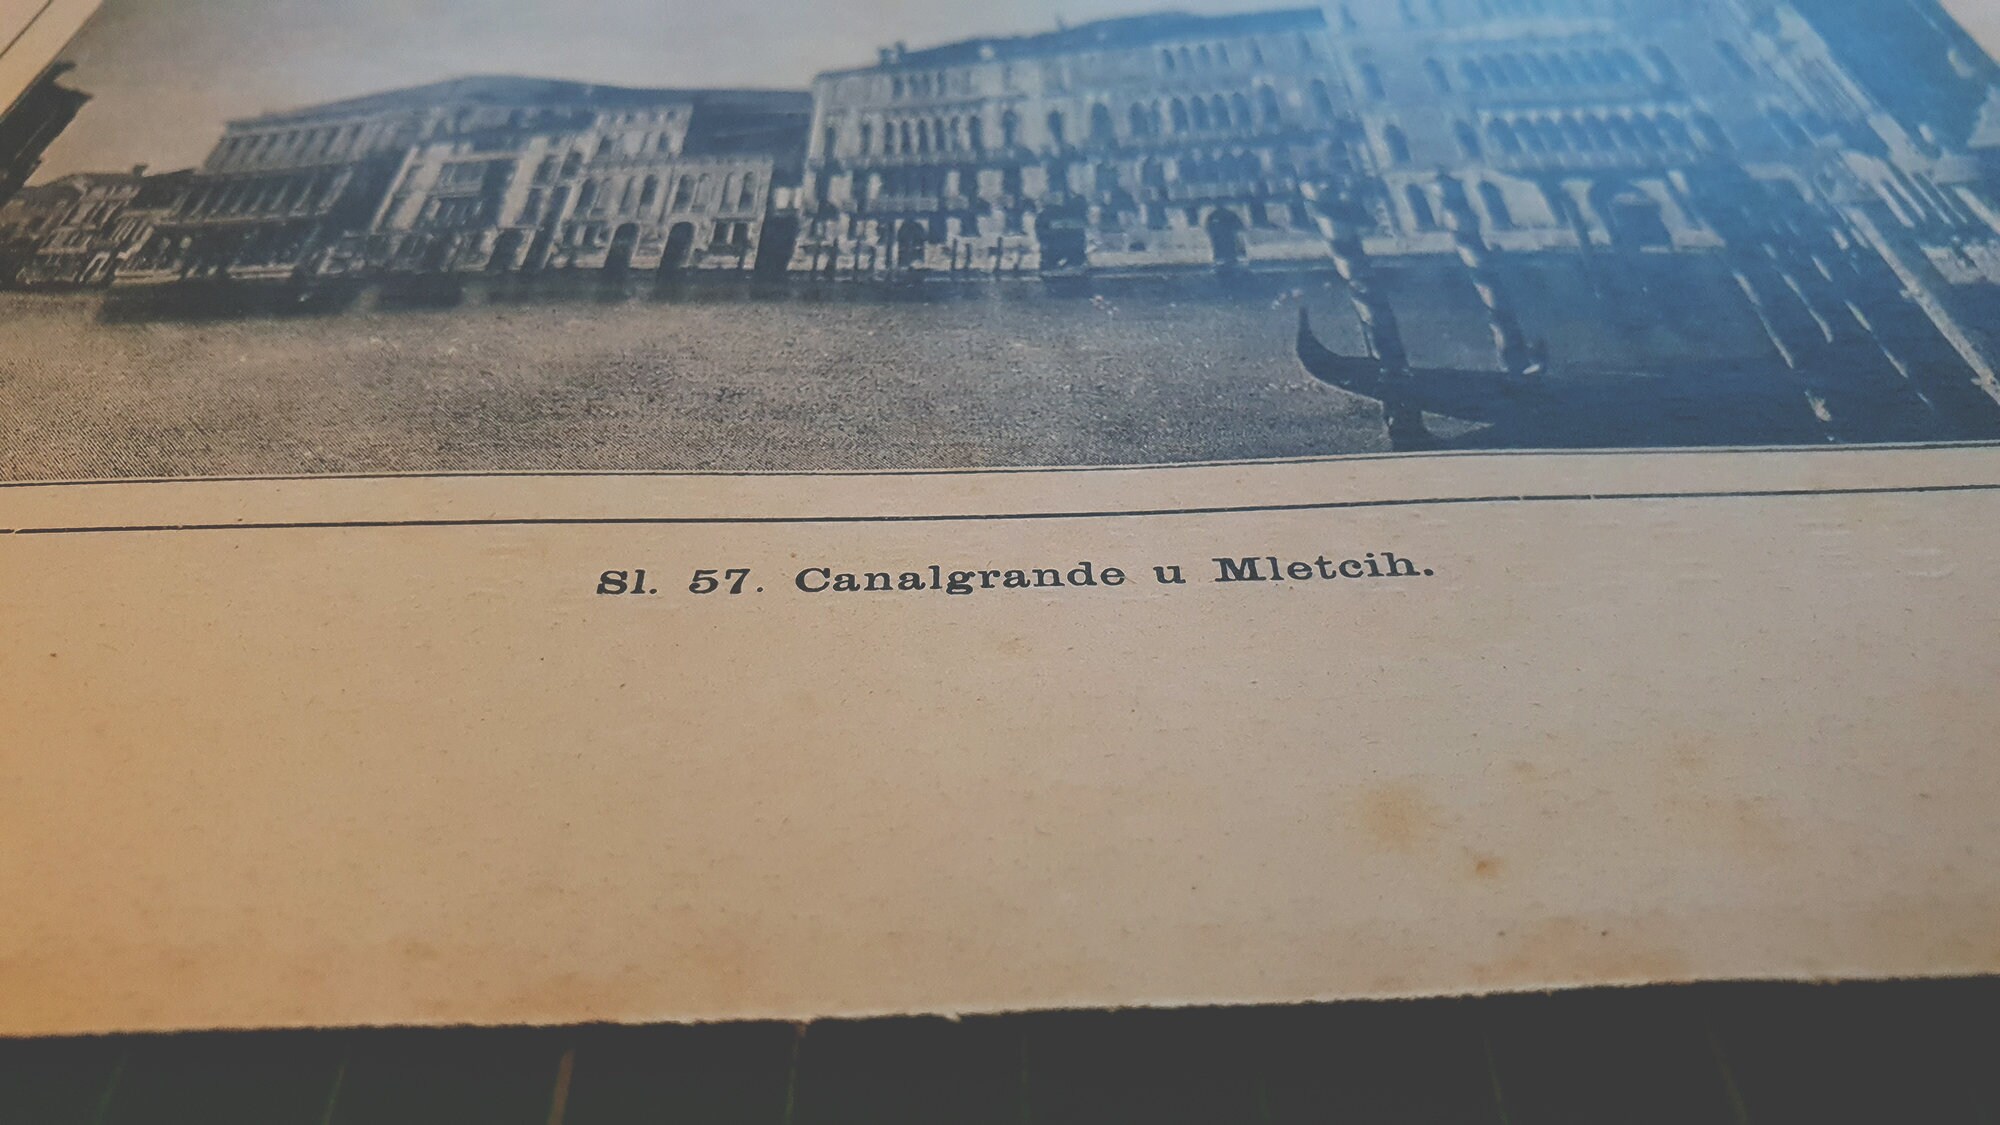 Sl. 57. Canalgrande u Mletcih.